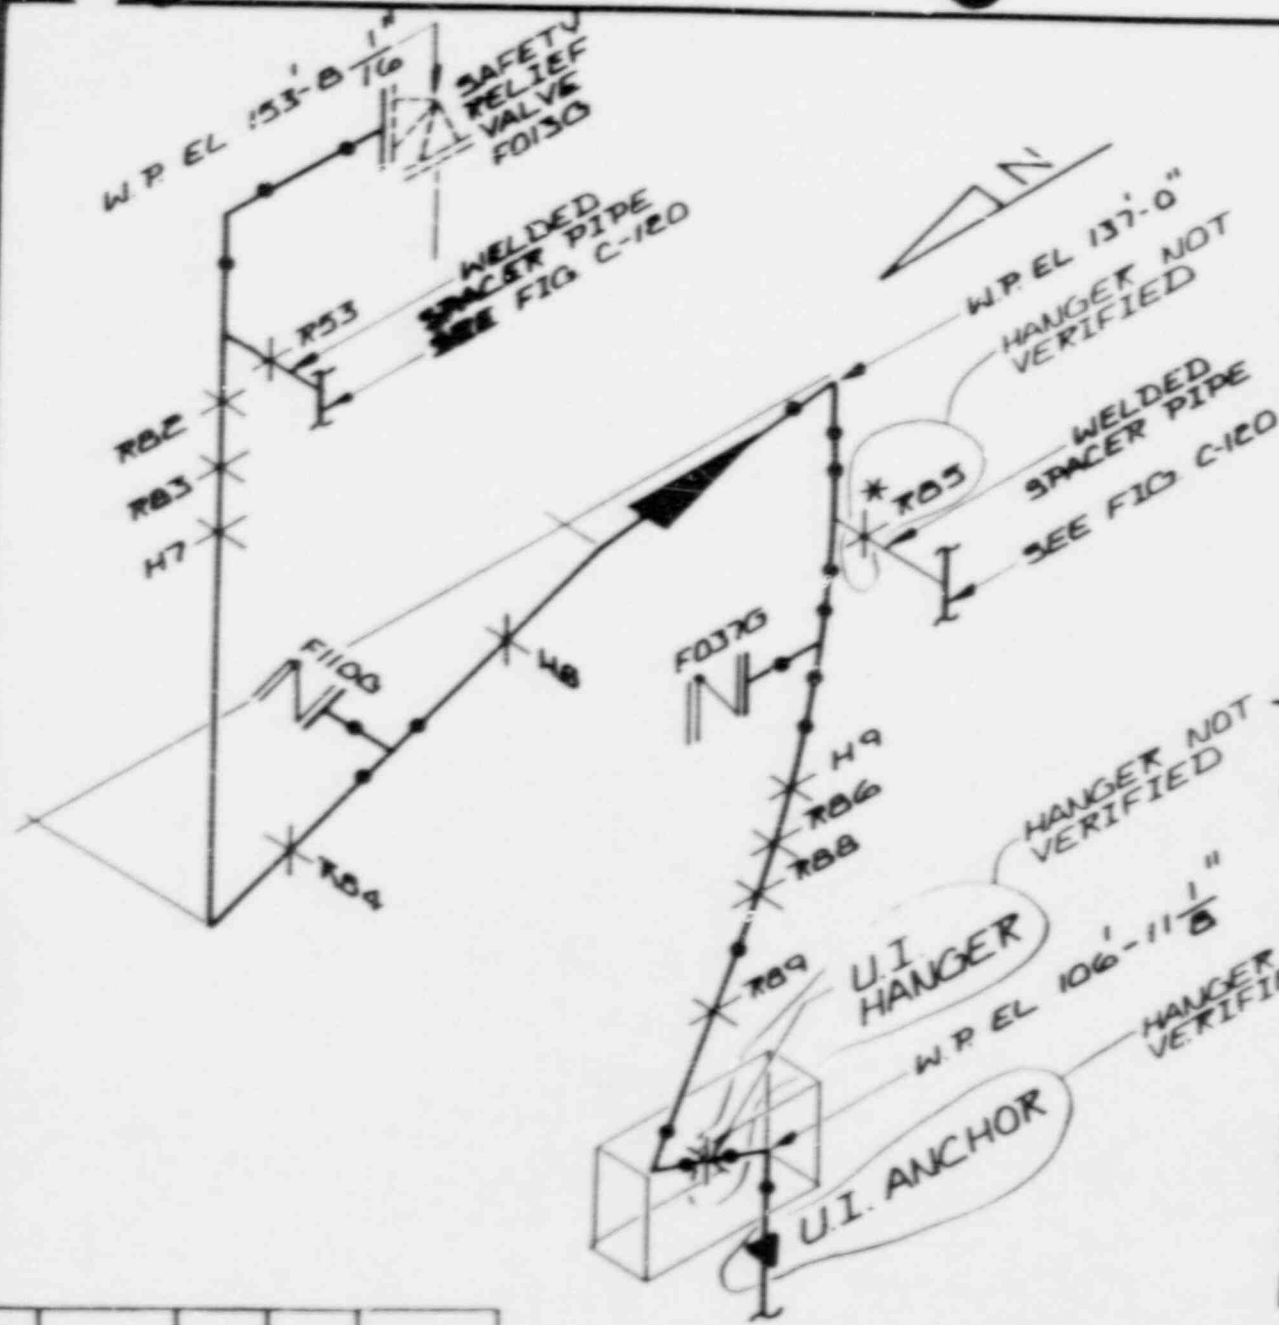 W.P. EL 153'-8 1/16"
SAFETY
RELIEF
VALVE
F013G
WELDED
SPACER PIPE
SEE FIG. C-120
R53
R82
R83
H7
N
W.P. EL 137'-0"
HANGER NOT
VERIFIED
WELDED
SPACER PIPE
SEE FIG. C-120
* R85
F110G
H8
F037G
R84
H9
R86
R88
R89
HANGER NOT
VERIFIED
U.I.
HANGER
W.P. EL 106'-11 1/8"
HANGER
U.I. ANCHOR